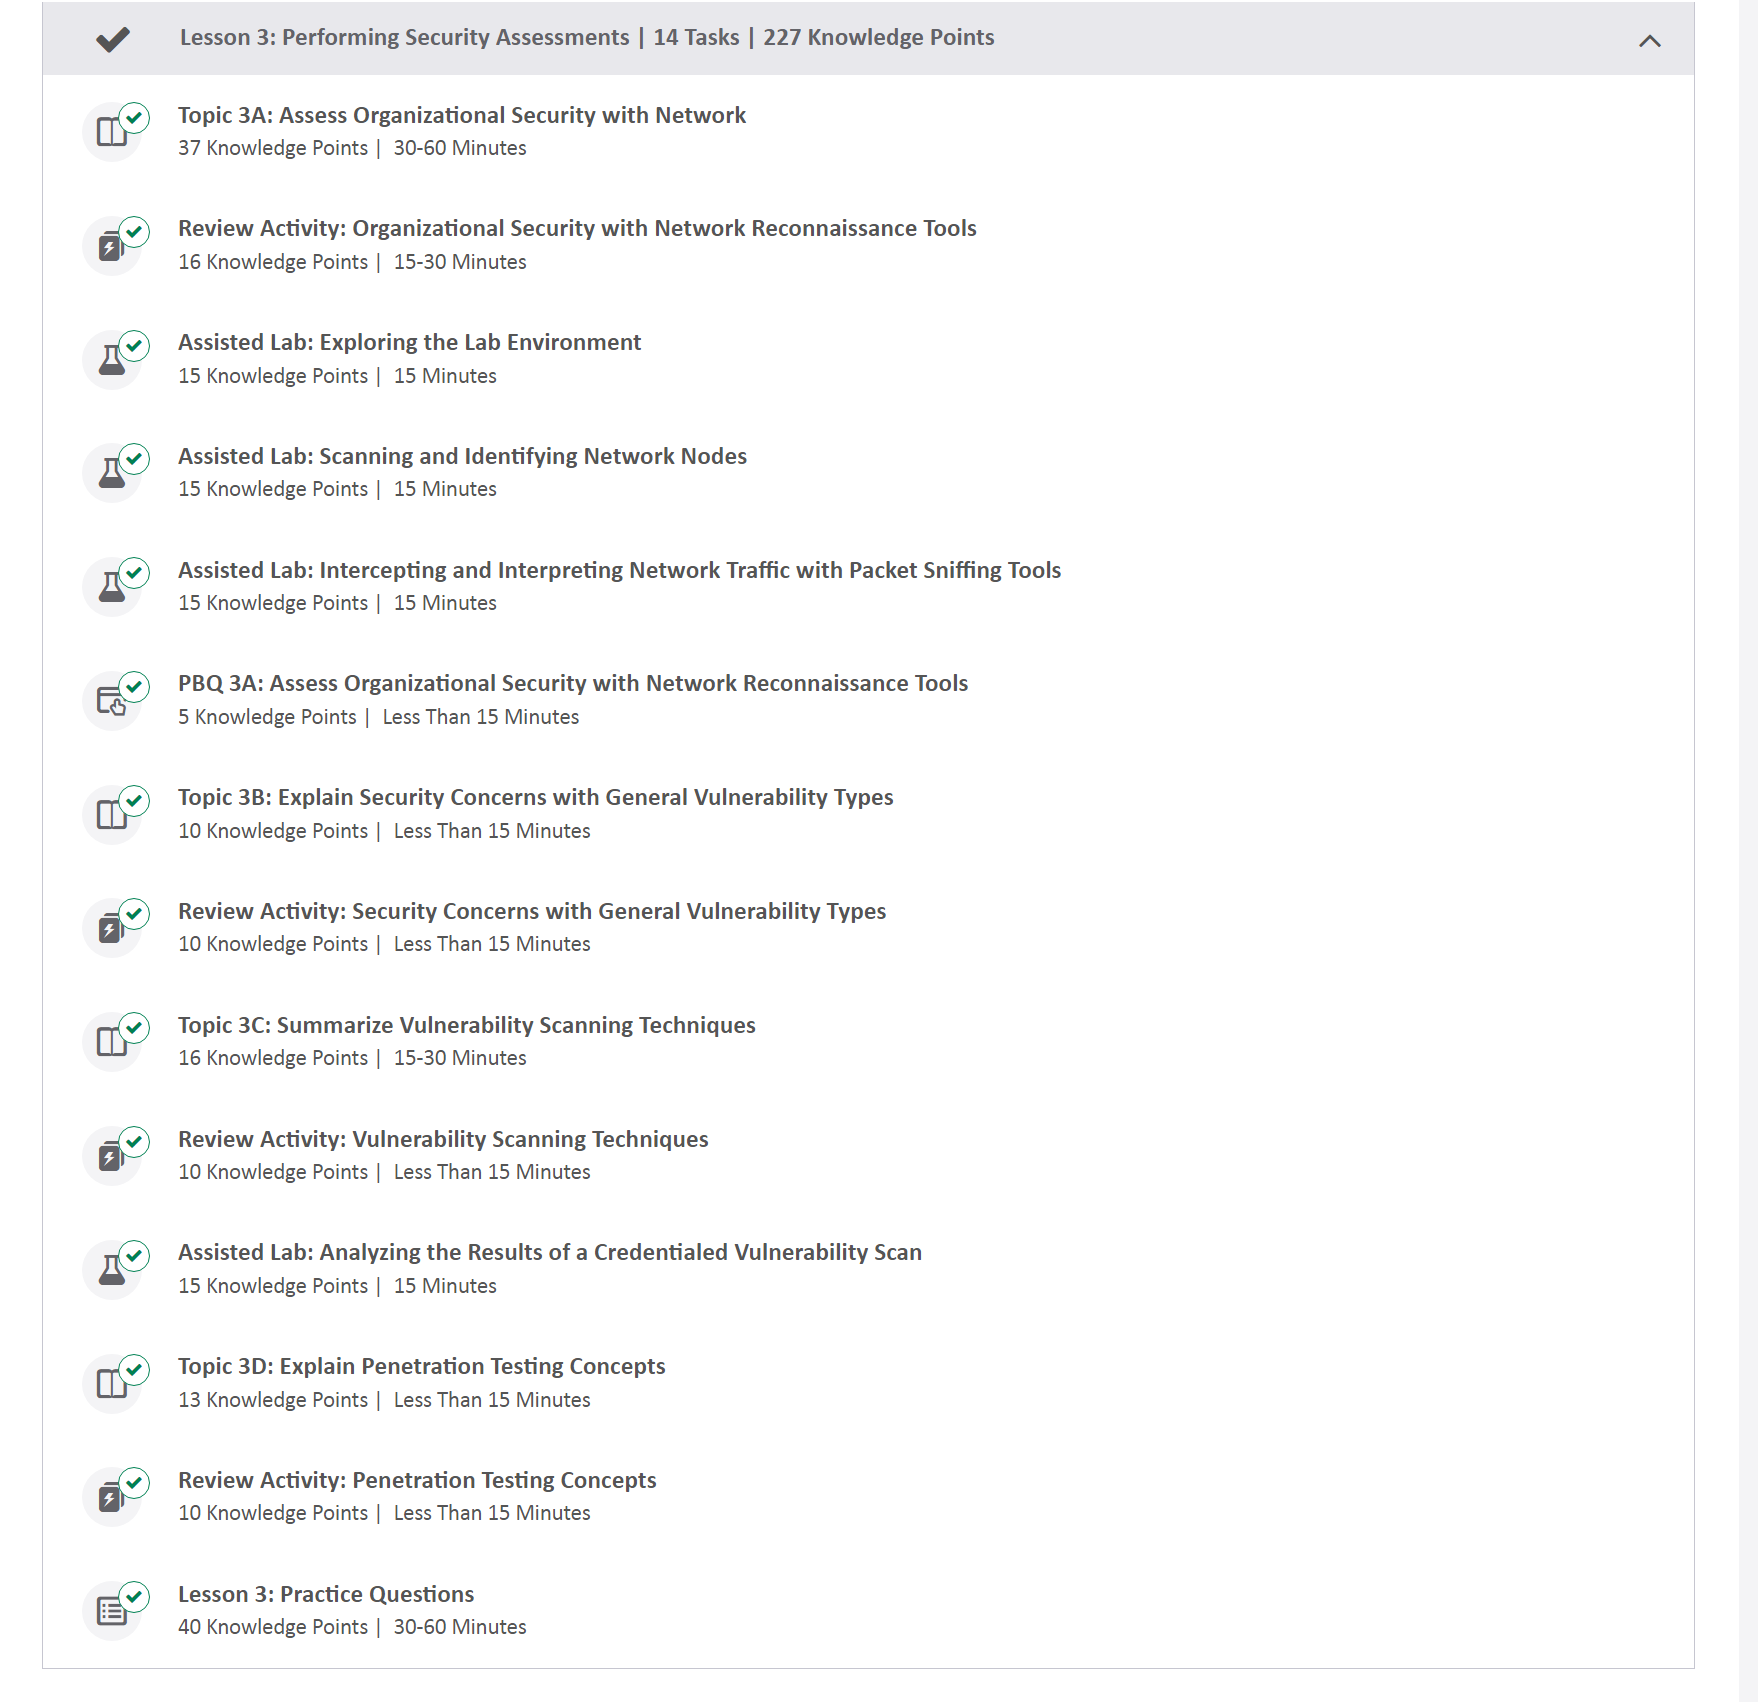 Lesson 3: Performing Security Assessments | 14 Tasks | 227 Knowledge Points
Topic 3A: Assess Organizational Security with Network
37 Knowledge Points | 30-60 Minutes
Review Activity: Organizational Security with Network Reconnaissance Tools
16 Knowledge Points | 15-30 Minutes
Assisted Lab: Exploring the Lab Environment
15 Knowledge Points | 15 Minutes
Assisted Lab: Scanning and Identifying Network Nodes
15 Knowledge Points | 15 Minutes
Assisted Lab: Intercepting and Interpreting Network Traffic with Packet Sniffing Tools
15 Knowledge Points | 15 Minutes
PBQ 3A: Assess Organizational Security with Network Reconnaissance Tools
5 Knowledge Points | Less Than 15 Minutes
Topic 3B: Explain Security Concerns with General Vulnerability Types
10 Knowledge Points | Less Than 15 Minutes
Review Activity: Security Concerns with General Vulnerability Types
10 Knowledge Points | Less Than 15 Minutes
Topic 3C: Summarize Vulnerability Scanning Techniques
16 Knowledge Points | 15-30 Minutes
Review Activity: Vulnerability Scanning Techniques
10 Knowledge Points | Less Than 15 Minutes
Assisted Lab: Analyzing the Results of a Credentialed Vulnerability Scan
15 Knowledge Points | 15 Minutes
Topic 3D: Explain Penetration Testing Concepts
13 Knowledge Points | Less Than 15 Minutes
Review Activity: Penetration Testing Concepts
10 Knowledge Points | Less Than 15 Minutes
Lesson 3: Practice Questions
40 Knowledge Points | 30-60 Minutes